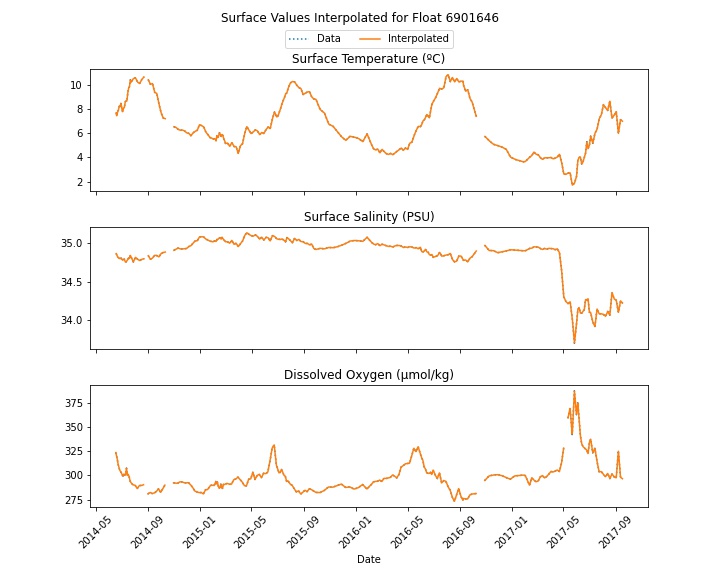 Surface Values Interpolated for Float 6901646
Data Interpolated
Surface Temperature (ºC)
10
8
6
4
2
Surface Salinity (PSU)
35.0
34.5
34.0
Dissolved Oxygen (µmol/kg)
375
350
325
300
275
2014-05 2014-09 2015-01 2015-05 2015-09 2016-01 2016-05 2016-09 2017-01 2017-05 2017-09
Date